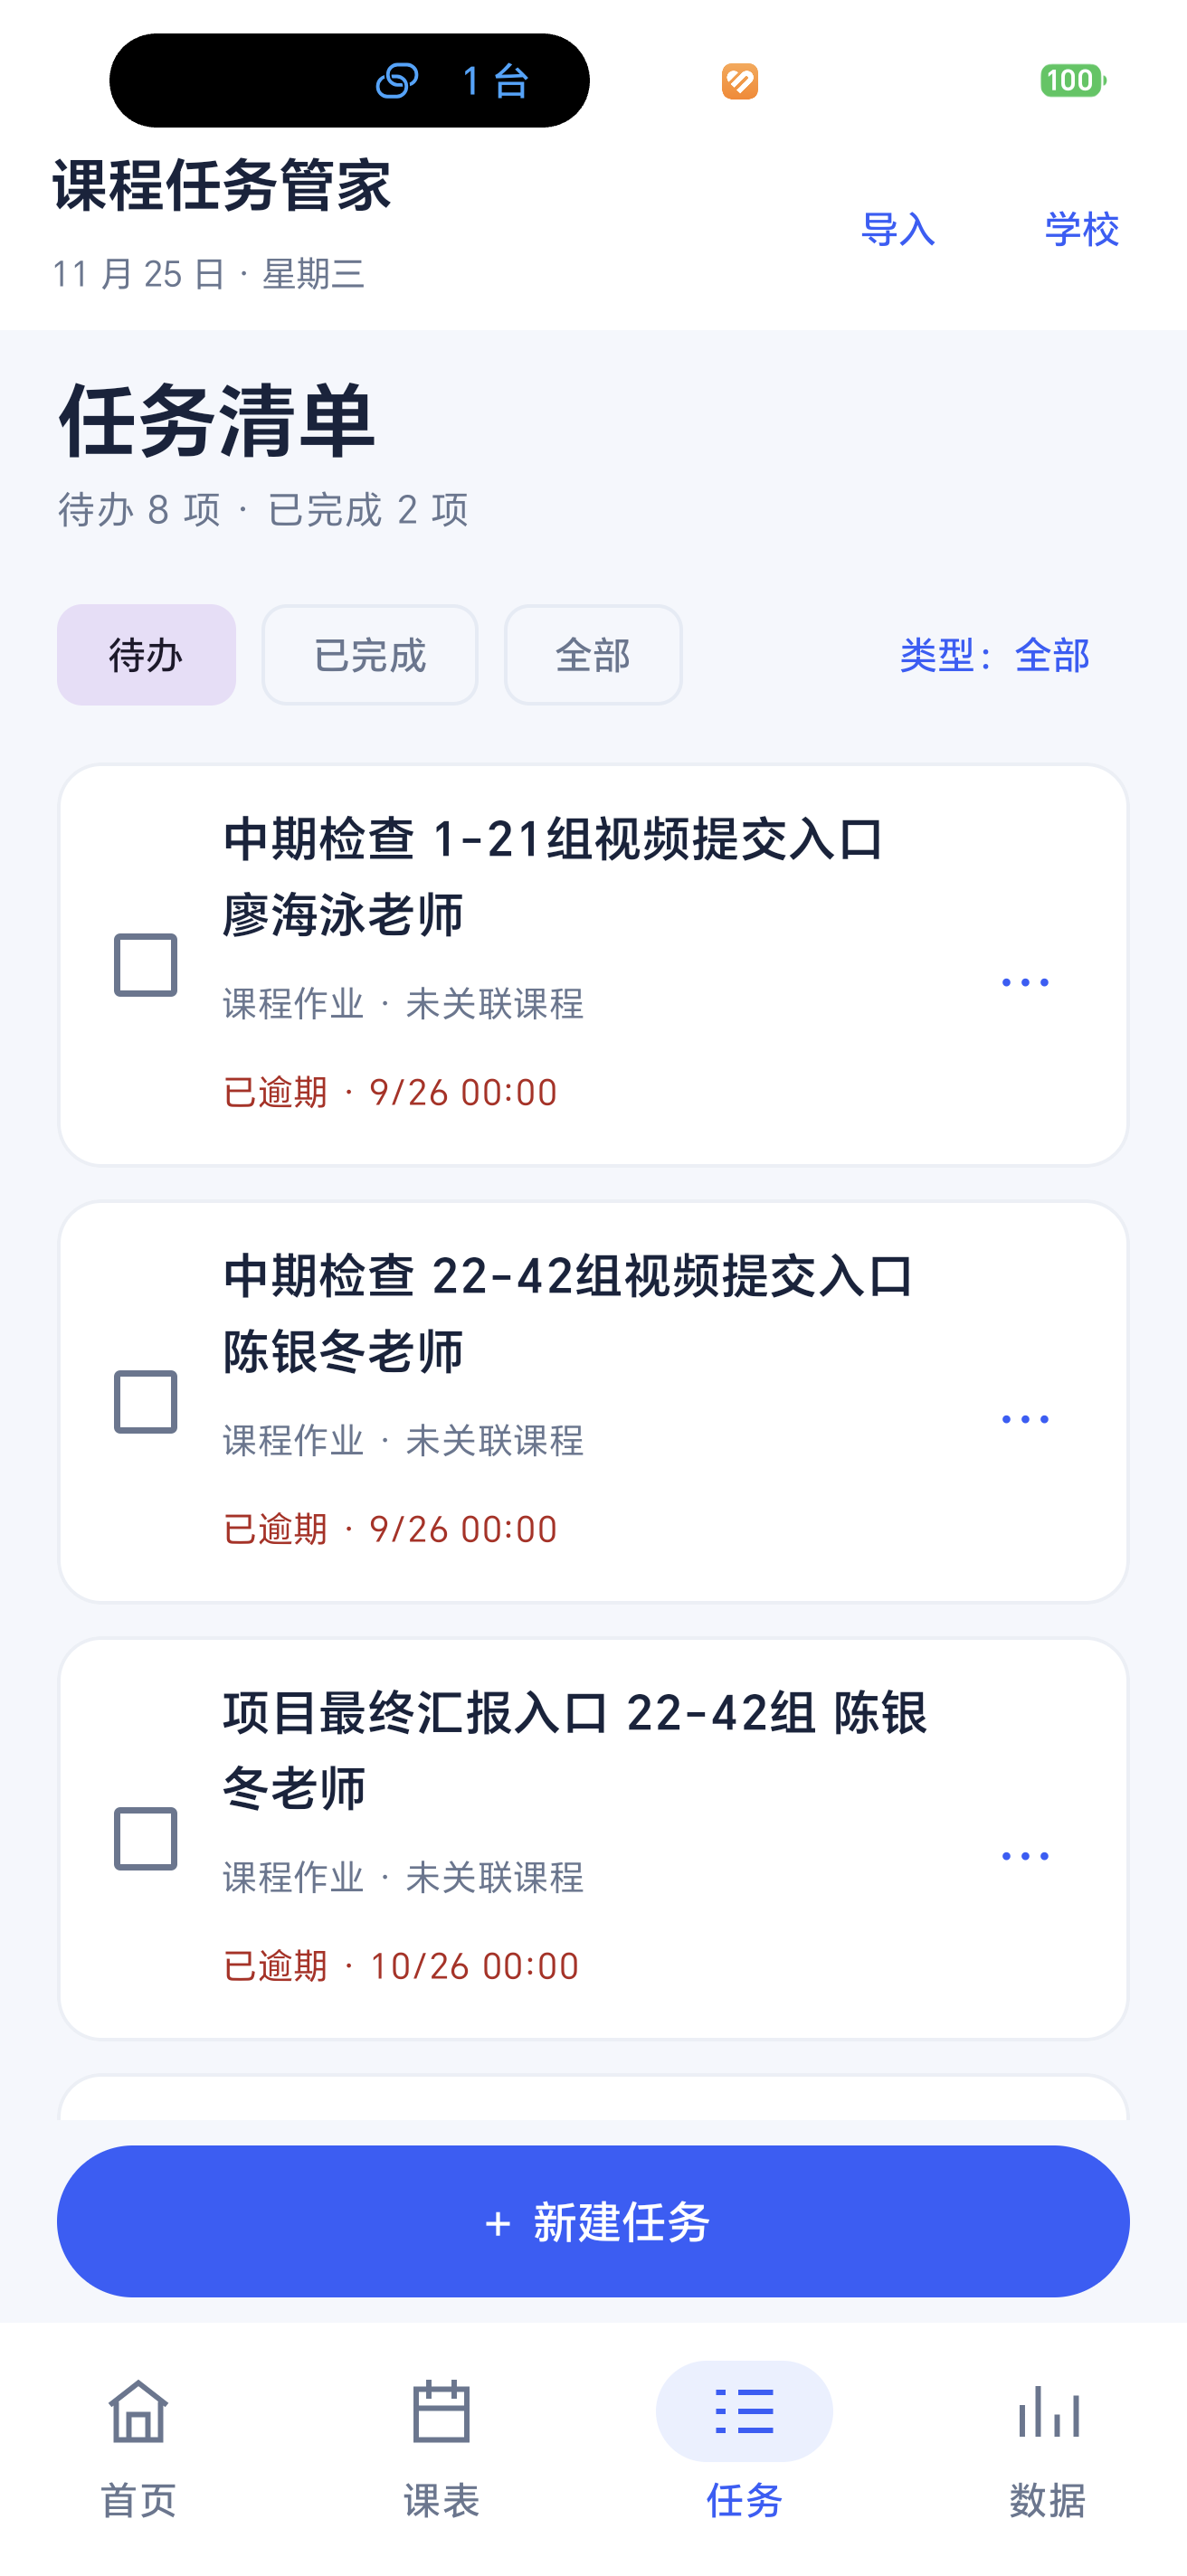 1 台
100
课程任务管家
11 月 25 日 · 星期三
导入
学校
任务清单
待办 8 项 · 已完成 2 项
待办
已完成
全部
类型：全部
中期检查 1-21组视频提交入口
廖海泳老师
课程作业 · 未关联课程
已逾期 · 9/26 00:00
中期检查 22-42组视频提交入口
陈银冬老师
课程作业 · 未关联课程
已逾期 · 9/26 00:00
项目最终汇报入口 22-42组 陈银
冬老师
课程作业 · 未关联课程
已逾期 · 10/26 00:00
+ 新建任务
首页
课表
任务
数据